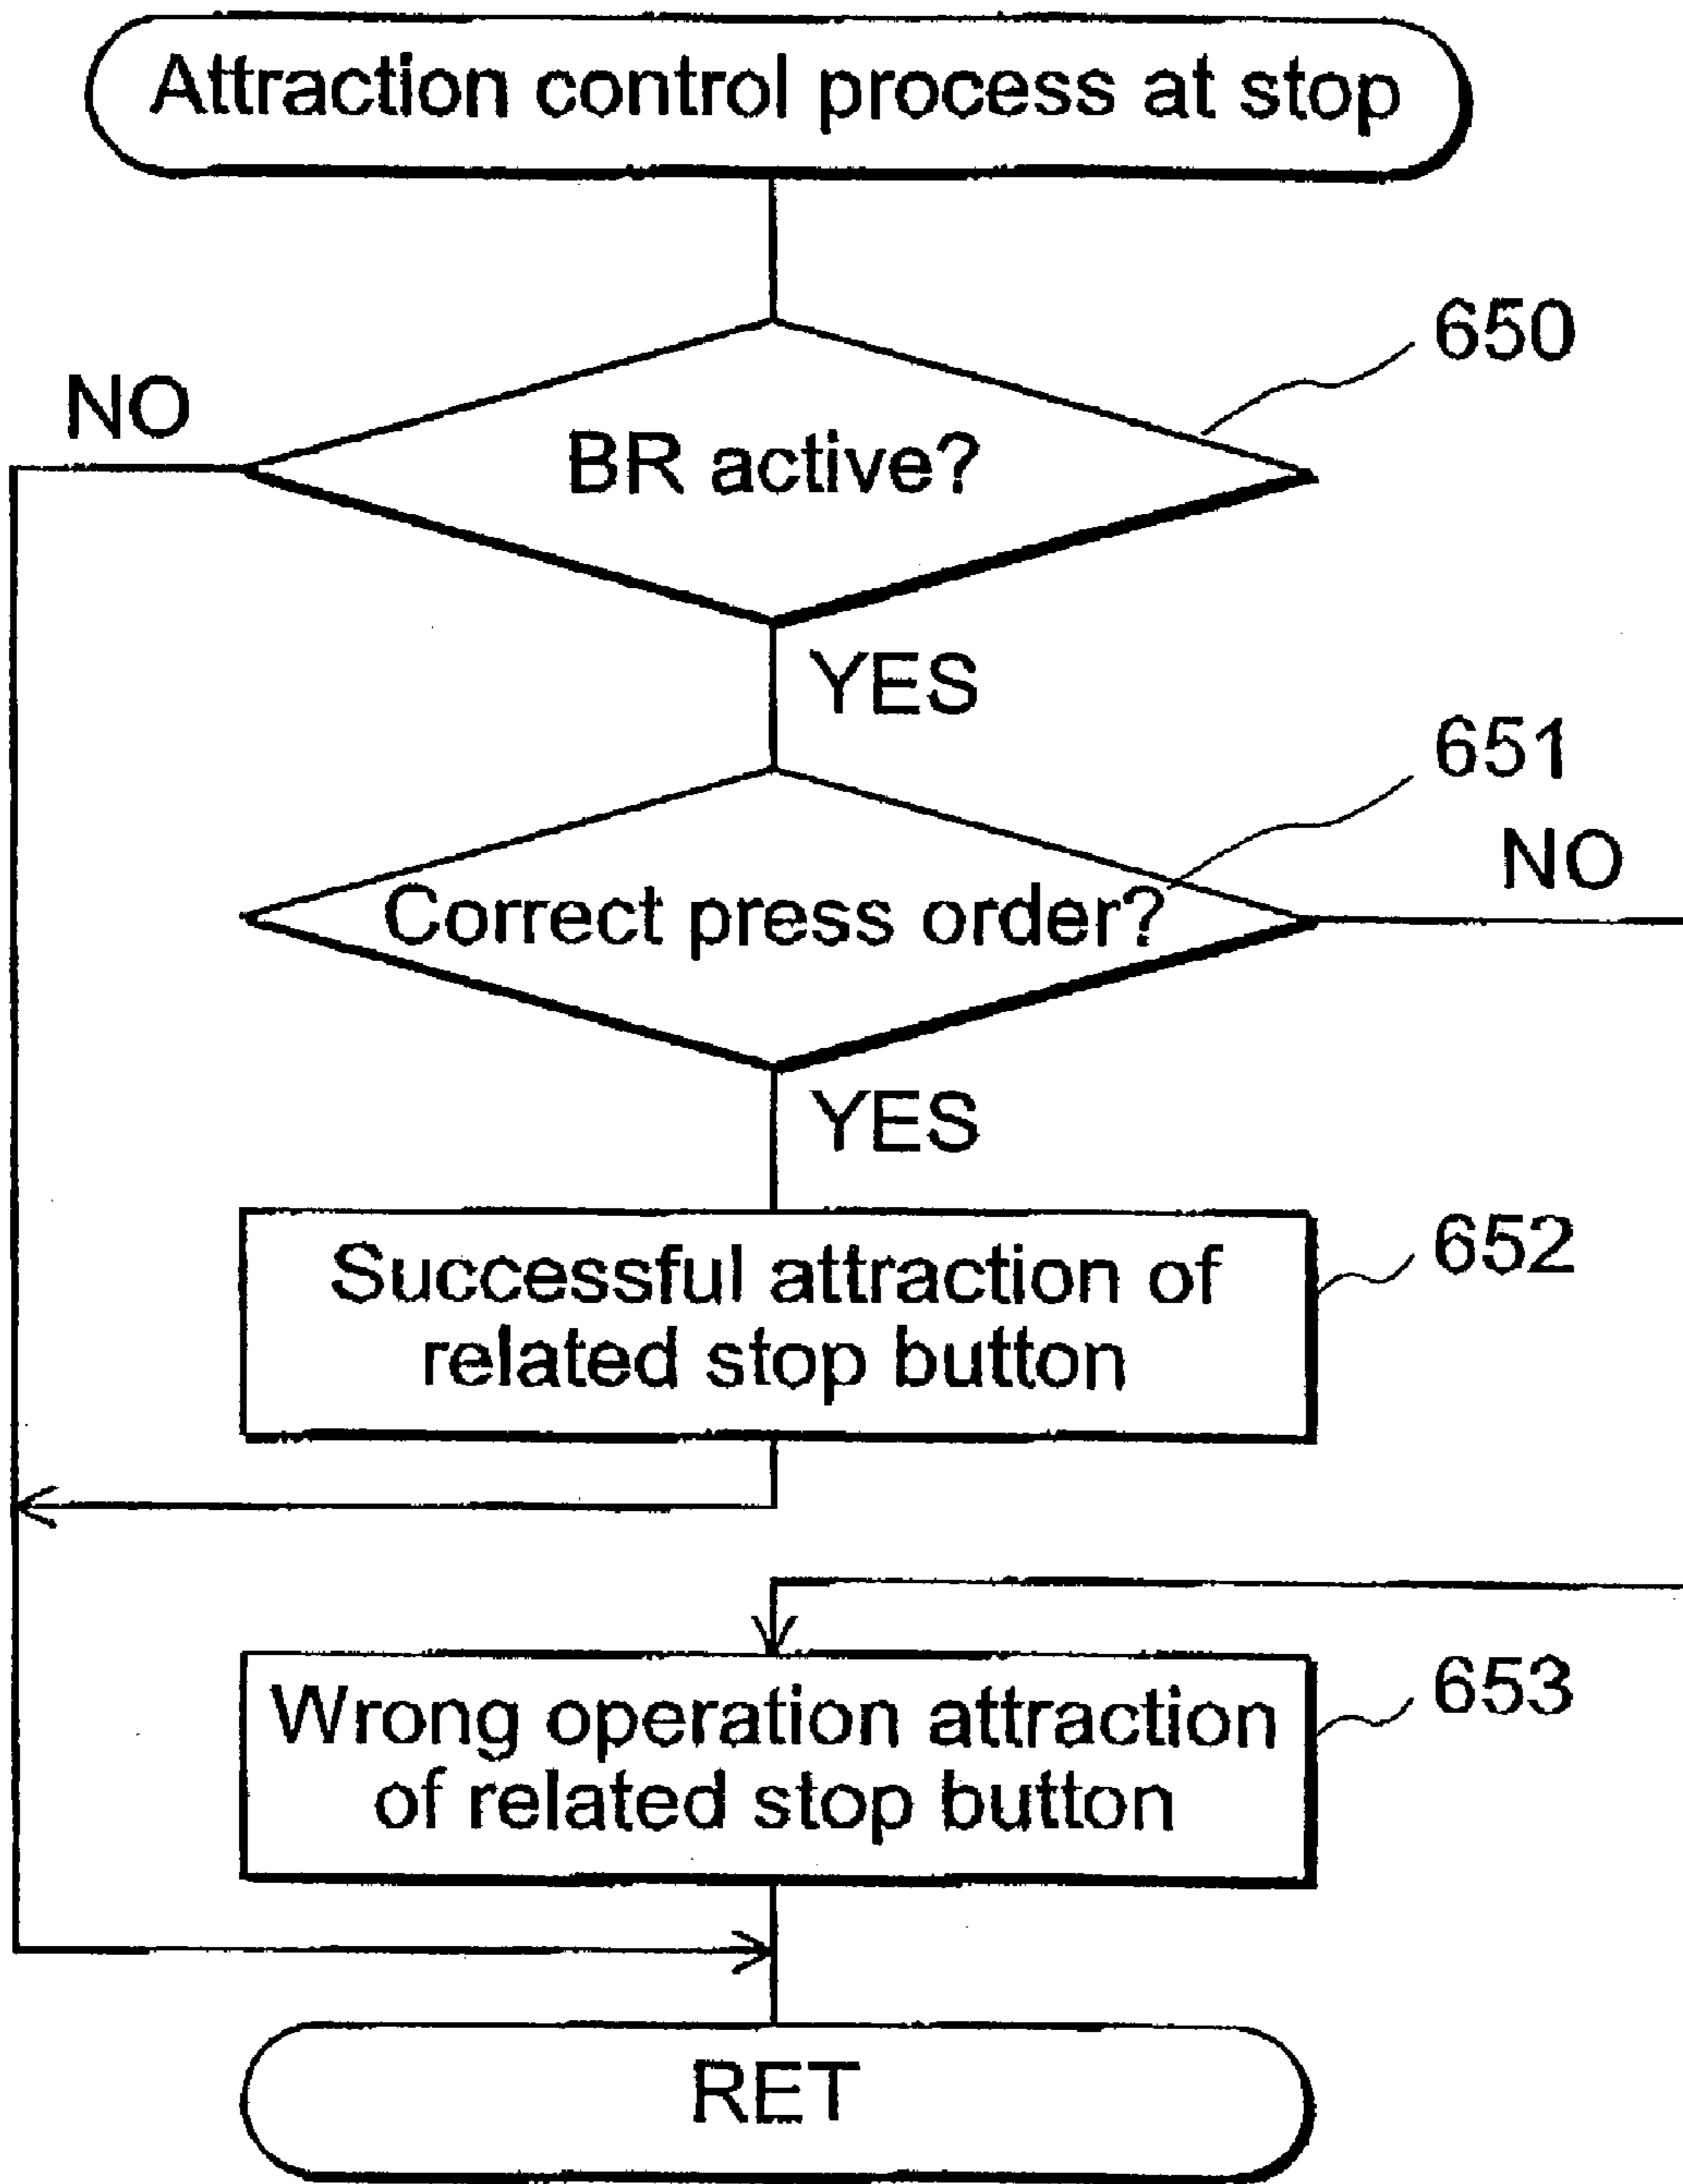 Attraction control process at stop
650
NO
BR active?
YES
651
NO
Correct press order?
YES
652
Successful attraction of
related stop button
653
Wrong operation attraction
of related stop button
RET